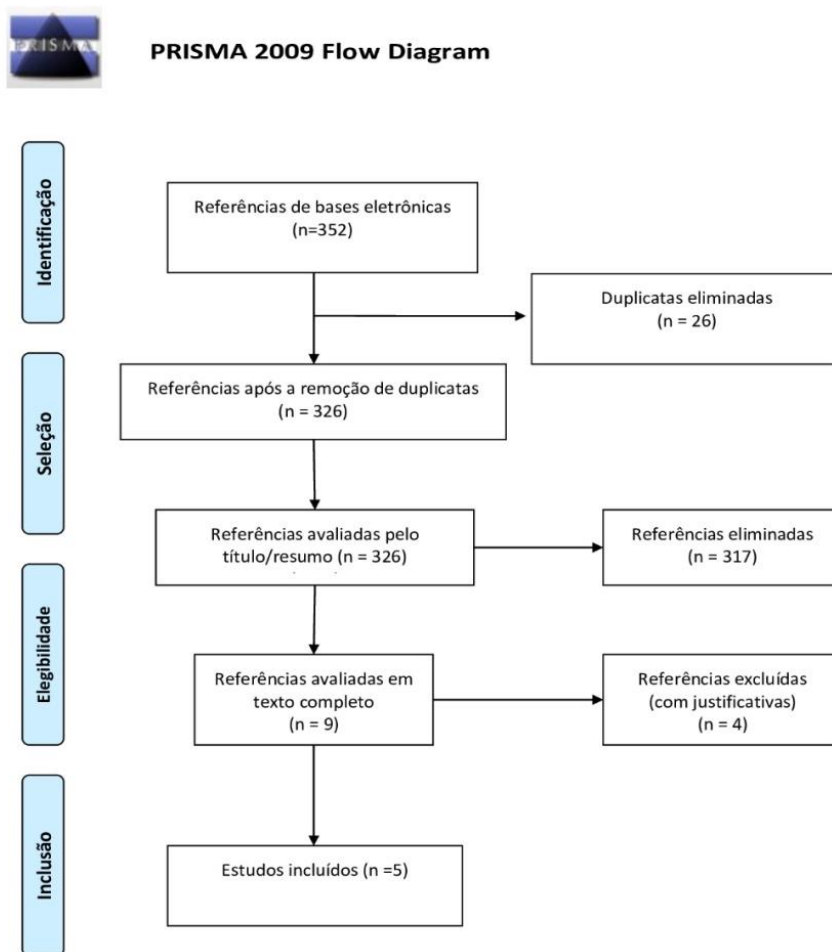 PRISMA
PRISMA 2009 Flow Diagram
Identificação
Referências de bases eletrônicas
(n=352)
Duplicatas eliminadas
(n = 26)
Seleção
Referências após a remoção de duplicatas
(n = 326)
Referências avaliadas pelo
título/resumo (n = 326)
Referências eliminadas
(n = 317)
Elegibilidade
Referências avaliadas em
texto completo
(n = 9)
Referências excluídas
(com justificativas)
(n = 4)
Inclusão
Estudos incluídos (n =5)